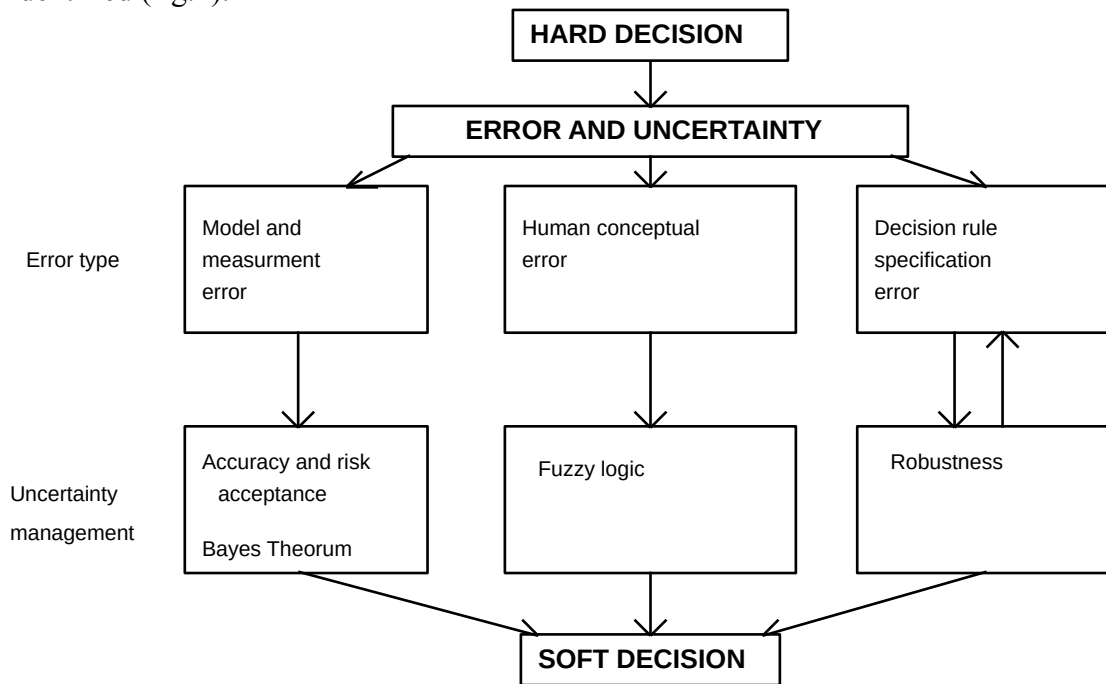 HARD DECISION
ERROR AND UNCERTAINTY
Error type
Model and
measurment
error
Human conceptual
error
Decision rule
specification
error
Uncertainty
management
Accuracy and risk
acceptance
Bayes Theorum
Fuzzy logic
Robustness
SOFT DECISION